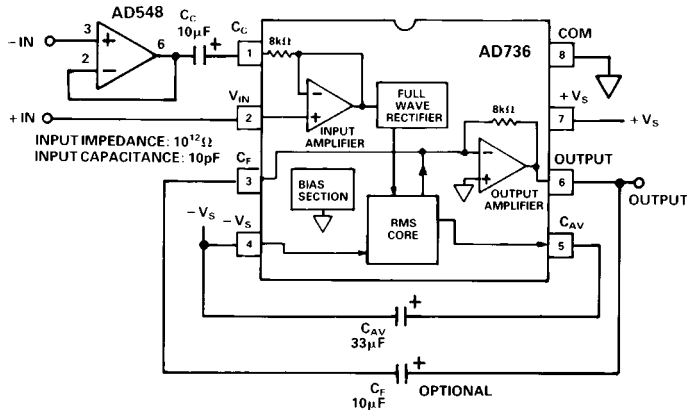 AD548
C_C
10μF
+
-IN
3
+
2
-
6
C_C
1
8kΩ
AD736
COM
8
V_IN
+IN
2
-
+
INPUT
AMPLIFIER
FULL
WAVE
RECTIFIER
8kΩ
+V_S
7
+V_S
INPUT IMPEDANCE: 10^12Ω
INPUT CAPACITANCE: 10pF
C_F
3
-
+
OUTPUT
AMPLIFIER
OUTPUT
6
OUTPUT
BIAS
SECTION
-V_S
-V_S
4
RMS
CORE
C_AV
5
+
C_AV
33μF
+
C_F
10μF
OPTIONAL